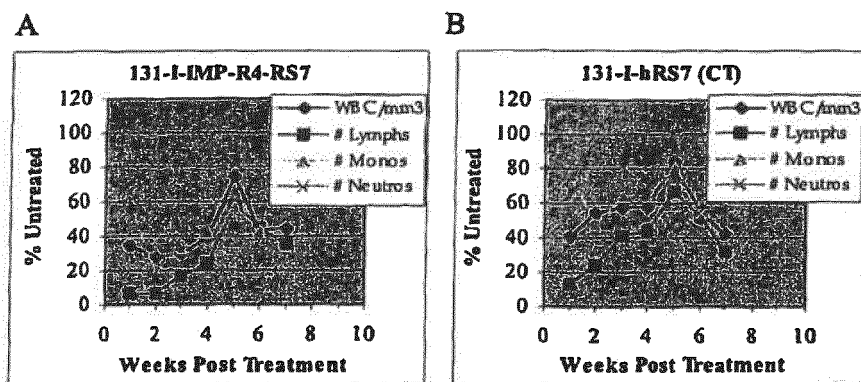 A
131-I-IMP-R4-RS7
120
100
80
60
40
20
0
% Untreated
0 2 4 6 8 10
Weeks Post Treatment
WBC/mm3
# Lymphs
# Monos
# Neutros
B
131-I-hRS7 (CT)
120
100
80
60
40
20
0
% Untreated
0 2 4 6 8 10
Weeks Post Treatment
WBC/mm3
# Lymphs
# Monos
# Neutros